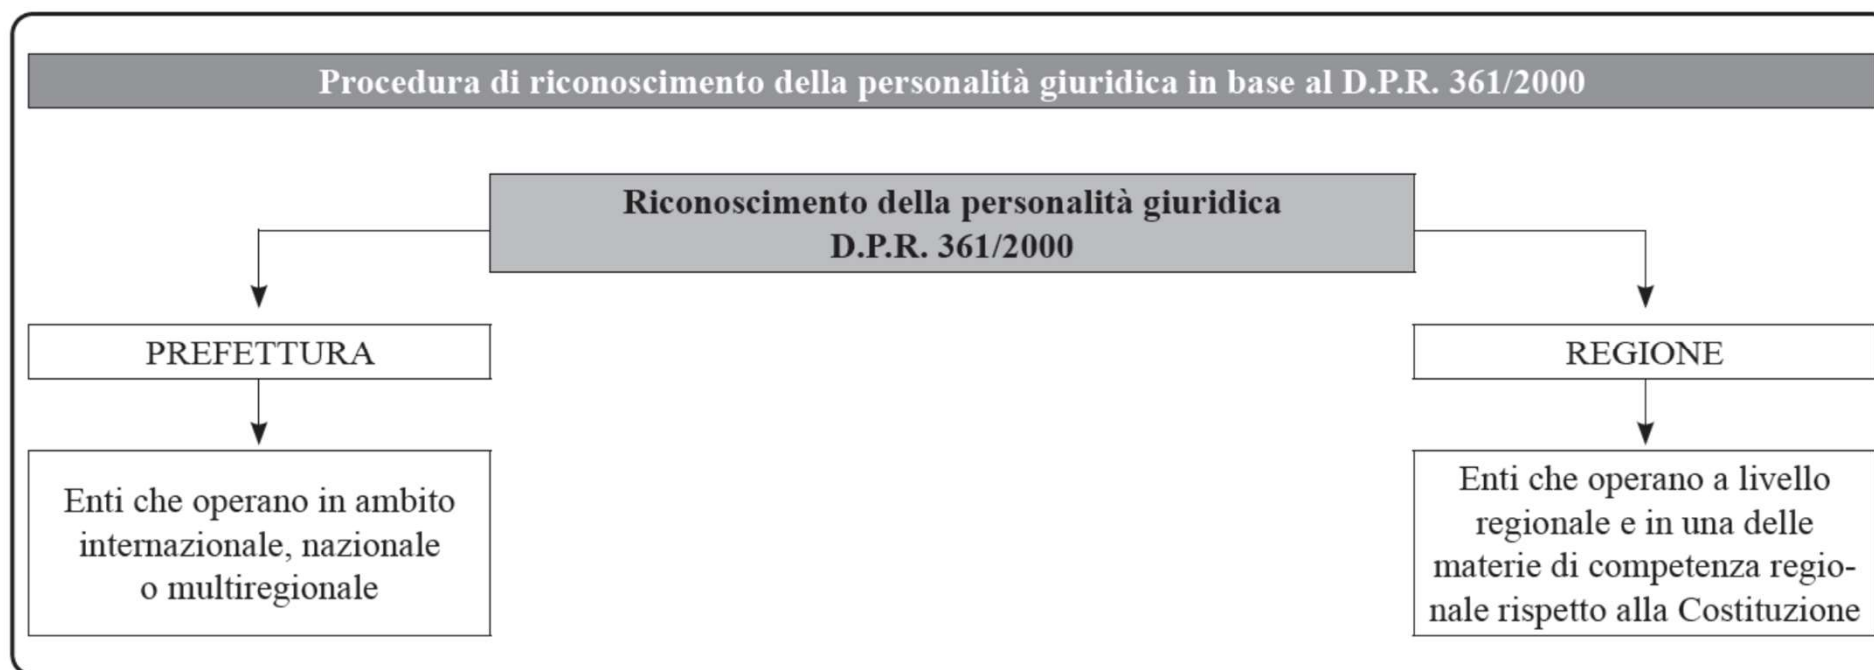 Procedura di riconoscimento della personalità giuridica in base al D.P.R. 361/2000
Riconoscimento della personalità giuridica
D.P.R. 361/2000
PREFETTURA
REGIONE
Enti che operano in ambito
internazionale, nazionale
o multiregionale
Enti che operano a livello
regionale e in una delle
materie di competenza regio-
nale rispetto alla Costituzione